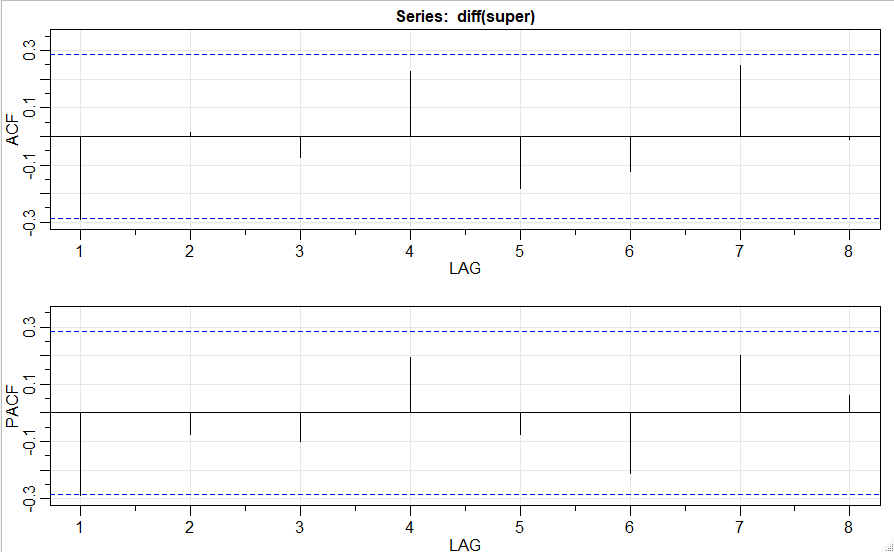 Series: diff(super)
ACF
0.3
0.1
-0.1
-0.3
1 2 3 4 5 6 7 8
LAG
PACF
0.3
0.1
-0.1
-0.3
1 2 3 4 5 6 7 8
LAG